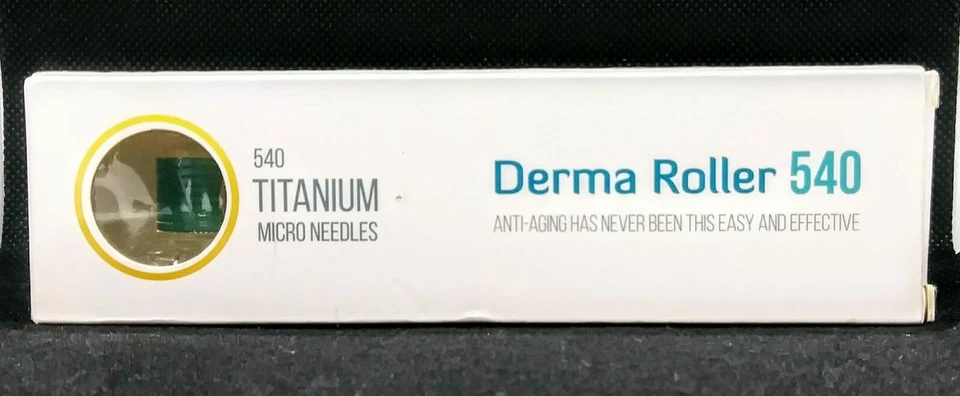 540
TITANIUM
MICRO NEEDLES
Derma Roller 540
ANTI-AGING HAS NEVER BEEN THIS EASY AND EFFECTIVE